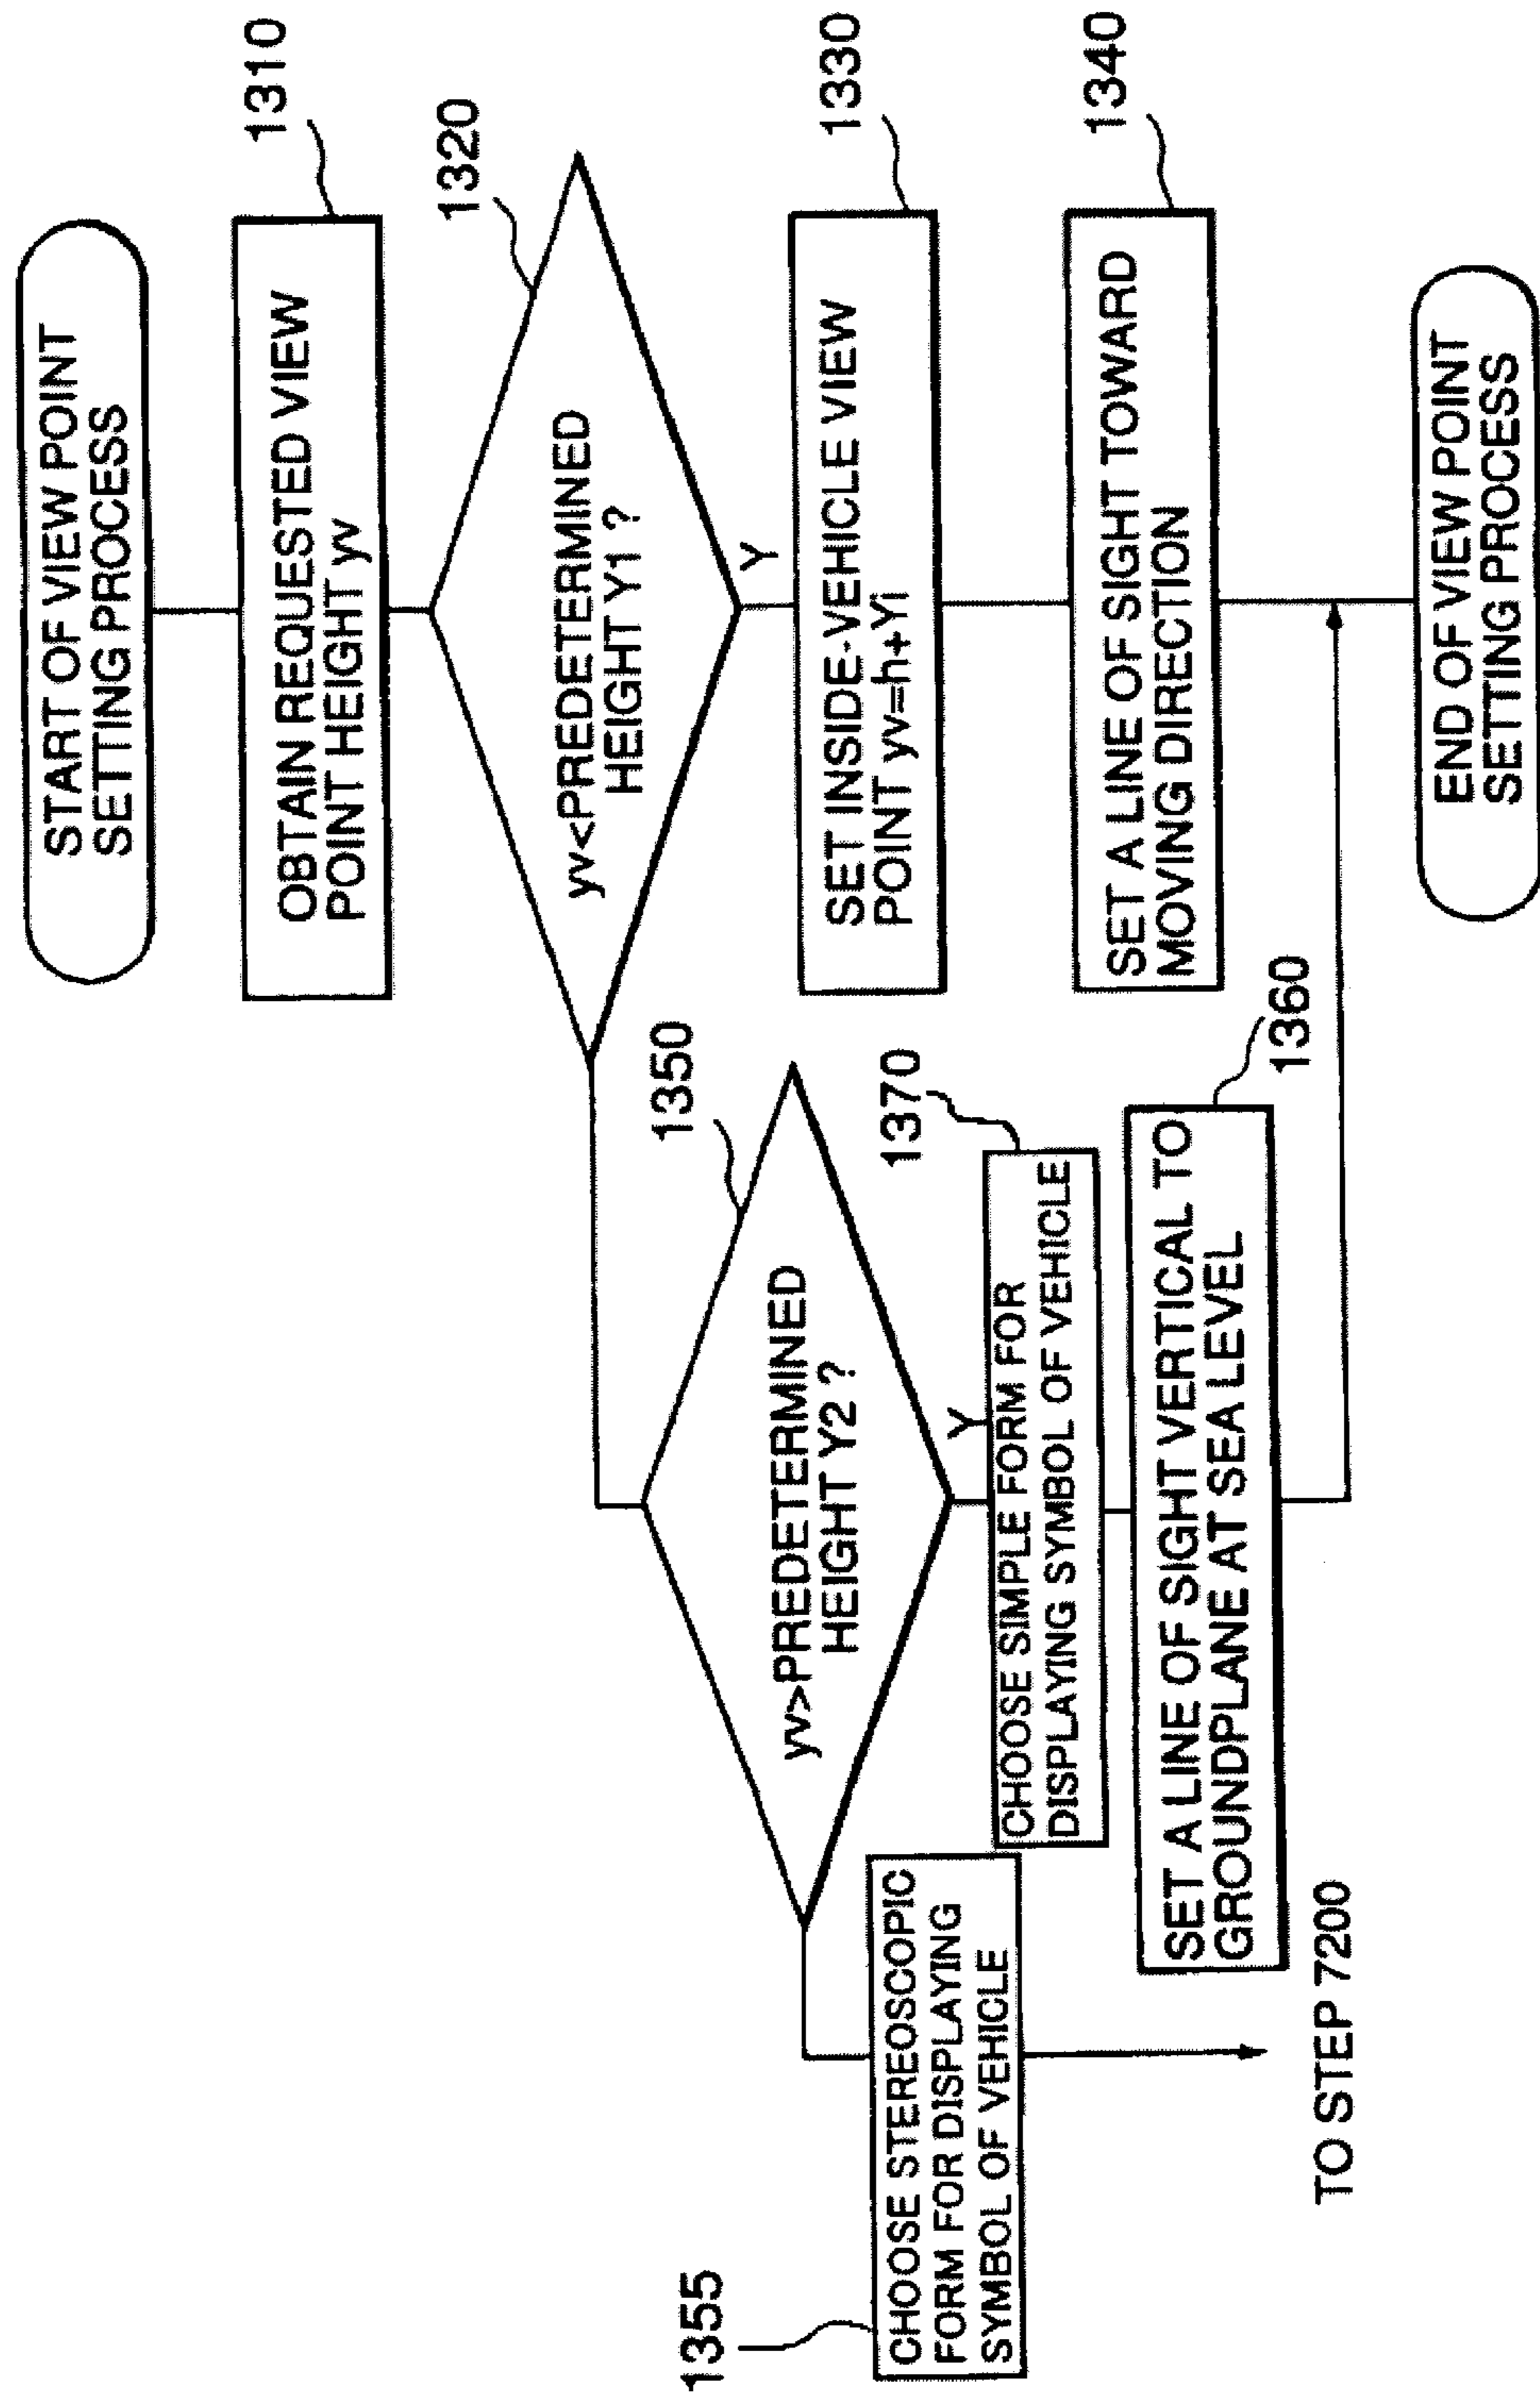 START OF VIEW POINT
SETTING PROCESS
1310
OBTAIN REQUESTED VIEW
POINT HEIGHT yv
1320
yv<PREDETERMINED
HEIGHT Y1 ?
Y
1330
SET INSIDE-VEHICLE VIEW
POINT yv=h+Yi
1340
SET A LINE OF SIGHT TOWARD
MOVING DIRECTION
1350
yv>PREDETERMINED
HEIGHT Y2 ?
Y
1370
CHOOSE SIMPLE FORM FOR
DISPLAYING SYMBOL OF VEHICLE
1360
SET A LINE OF SIGHT VERTICAL TO
GROUNDPLANE AT SEA LEVEL
1355
CHOOSE STEREOSCOPIC
FORM FOR DISPLAYING
SYMBOL OF VEHICLE
TO STEP 7200
END OF VIEW POINT
SETTING PROCESS